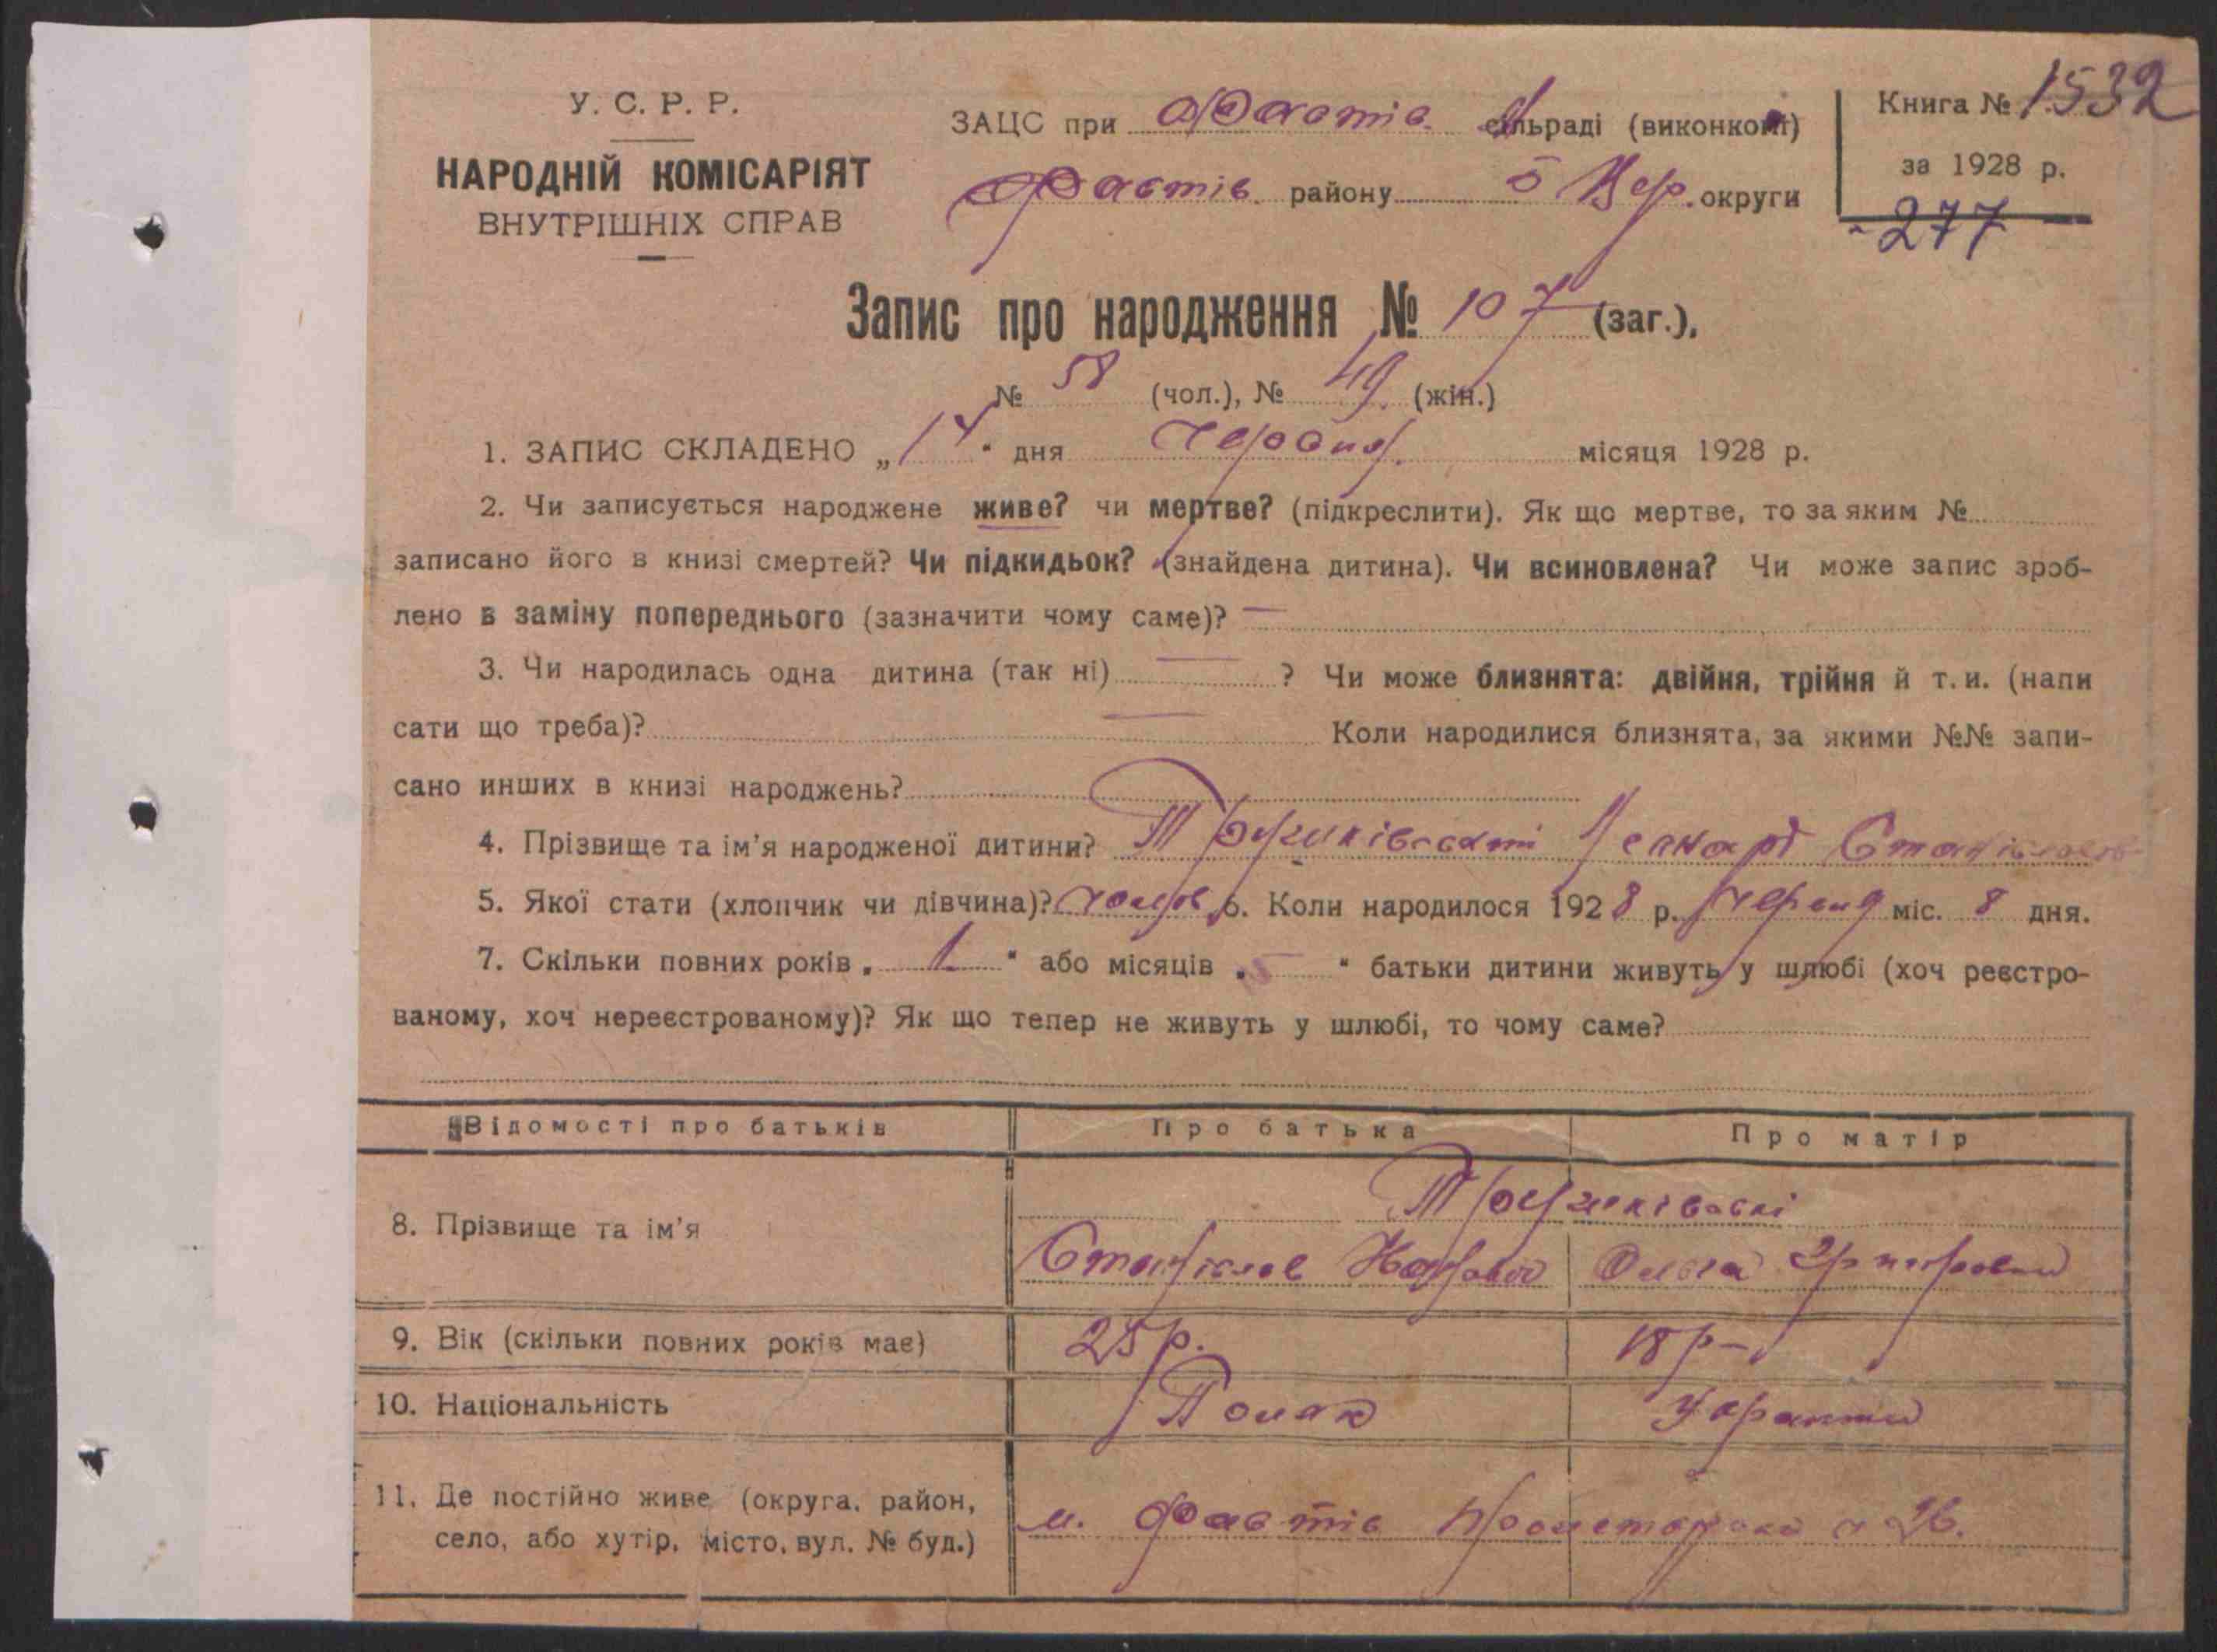 У. С. Р. Р.
НАРОДНІЙ КОМІСАРІЯТ
ВНУТРІШНІХ СПРАВ
ЗАЦС при Фастів. сільраді (виконкомі)
Фастів. району Б Цер. округи
Книга № 1532
за 1928 р.
277
Запис про народження № 107 (заг.),
№ 58 (чол.), № 49 (жін.)
1. ЗАПИС СКЛАДЕНО „14“ дня Червня місяця 1928 р.
2. Чи записується народжене живе? чи мертве? (підкреслити). Як що мертве, то за яким №
записано його в книзі смертей? Чи підкидьок? (знайдена дитина). Чи всиновлена? Чи може запис зроб-
лено в заміну попереднього (зазначити чому саме)? —
3. Чи народилась одна дитина (так ні) — ? Чи може близнята: двійня, трійня й т. и. (напи
сати що треба)? — Коли народилися близнята, за якими №№ запи-
сано инших в книзі народжень?
4. Прізвище та ім'я народженої дитини?
5. Якої стати (хлопчик чи дівчина)? чолов 6. Коли народилося 1928 р. Червня міс. 8 дня.
7. Скільки повних років „ 1 “ або місяців „ “ батьки дитини живуть у шлюбі (хоч реєстро-
ваному, хоч нереєстрованому)? Як що тепер не живуть у шлюбі, то чому саме?
Відомості про батьків Про батька Про матір
8. Прізвище та ім'я
Станіслав Ольга
9. Вік (скільки повних років має) 25 р. 18 р
10. Національність Поляк Українка
11. Де постійно живе (округа, район,
село, або хутір, місто, вул. № буд.)
м. Фастів Пролетарська